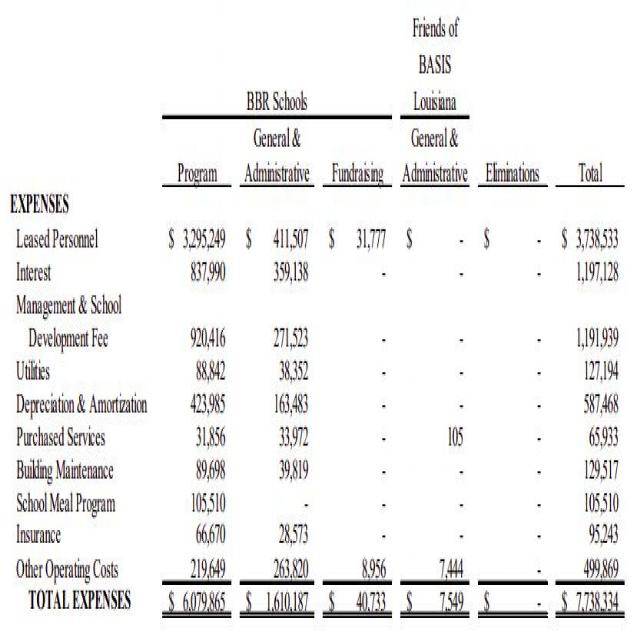 Friends of
BASIS
BBR Schools Louisiana
General & General &
Program Administrative Fundraising Administrative Eliminations Total
EXPENSES
Leased Personnel $ 3,295,249 $ 411,507 $ 31,777 $ - $ - $ 3,738,533
Interest 837,990 359,138 - - - 1,197,128
Management & School
Development Fee 920,416 271,523 - - - 1,191,939
Utilities 88,842 38,352 - - - 127,194
Depreciation & Amortization 423,985 163,483 - - - 587,468
Purchased Services 31,856 33,972 - 105 - 65,933
Building Maintenance 89,698 39,819 - - - 129,517
School Meal Program 105,510 - - - - 105,510
Insurance 66,670 28,573 - - - 95,243
Other Operating Costs 219,649 263,820 8,956 7,444 - 499,869
TOTAL EXPENSES $ 6,079,865 $ 1,610,187 $ 40,733 $ 7,549 $ - $ 7,738,334